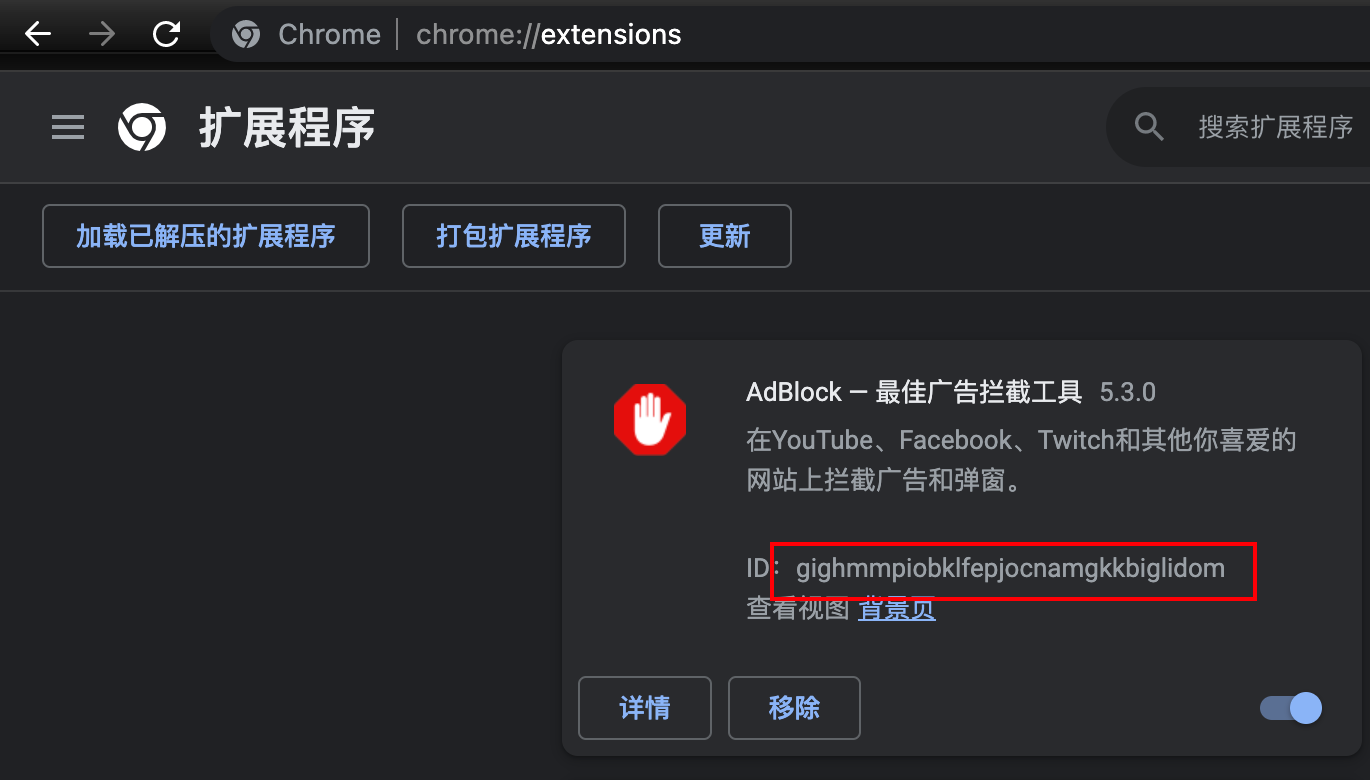 Chrome | chrome://extensions
扩展程序
搜索扩展程序
加载已解压的扩展程序 打包扩展程序 更新
AdBlock — 最佳广告拦截工具 5.3.0
在YouTube、Facebook、Twitch和其他你喜爱的
网站上拦截广告和弹窗。
ID：gighmmpiobklfepjocnamgkkbiglidom
查看视图 背景页
详情 移除